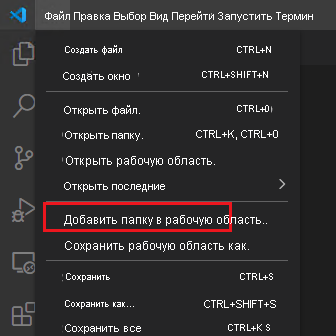 Файл Правка Выбор Вид Перейти Запустить Термин
Создать файл CTRL+N
Создать окно CTRL+SHIFT+N
Открыть файл. CTRL+0)
Открыть папку. CTRL+K, CTRL+0
Открыть рабочую область.
Открыть последние
Добавить папку в рабочую область..
Сохранить рабочую область как.
Сохранить CTRL+S
Сохранить как... CTRL+SHIFT+S
Сохранить все CTRL+K S